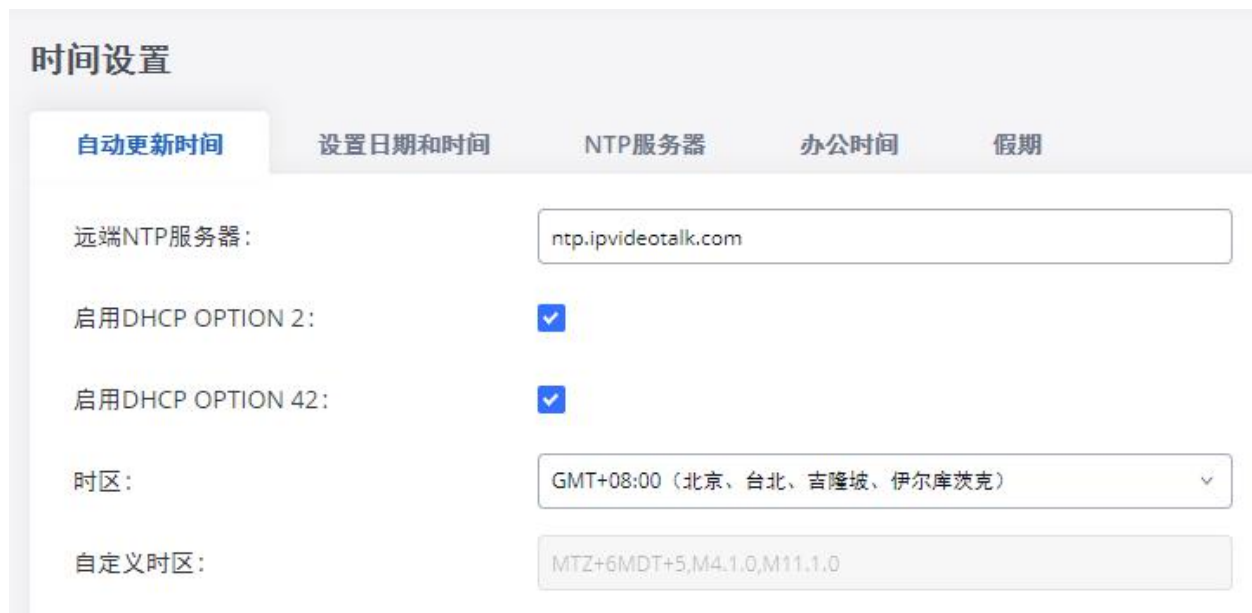 时间设置
自动更新时间 设置日期和时间 NTP服务器 办公时间 假期
远端NTP服务器: ntp.ipvideotalk.com
启用DHCP OPTION 2:
启用DHCP OPTION 42:
时区: GMT+08:00（北京、台北、吉隆坡、伊尔库茨克）
自定义时区: MTZ+6MDT+5,M4.1.0,M11.1.0